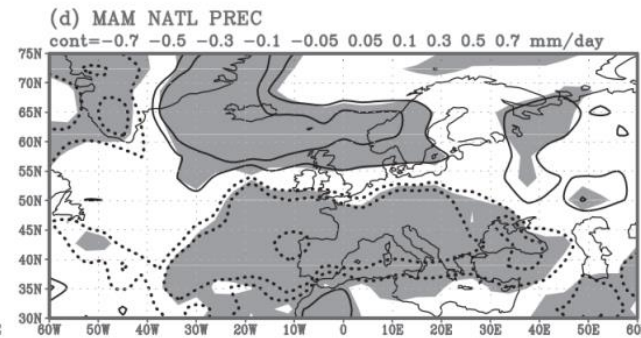 (d) MAM NATL PREC
cont=−0.7 −0.5 −0.3 −0.1 −0.05 0.05 0.1 0.3 0.5 0.7 mm/day
75N
70N
65N
60N
55N
50N
45N
40N
35N
30N
60W 50W 40W 30W 20W 10W 0 10E 20E 30E 40E 50E 60